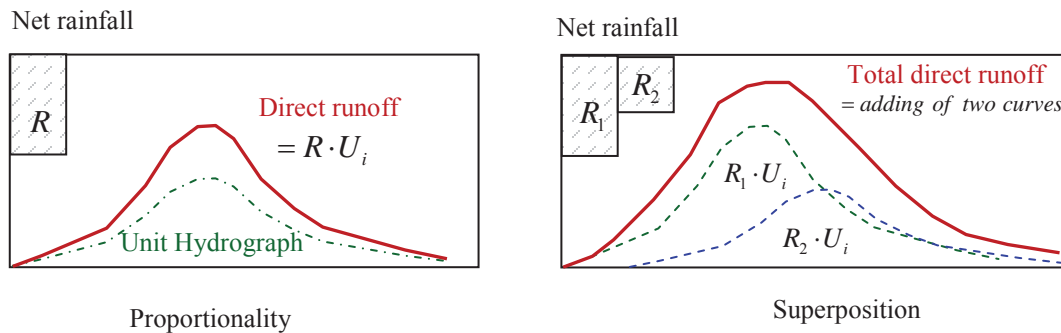 Net rainfall
R
Direct runoff
= R · U_i
Unit Hydrograph
Proportionality
Net rainfall
R_1
R_2
Total direct runoff
= adding of two curves
R_1 · U_i
R_2 · U_i
Superposition